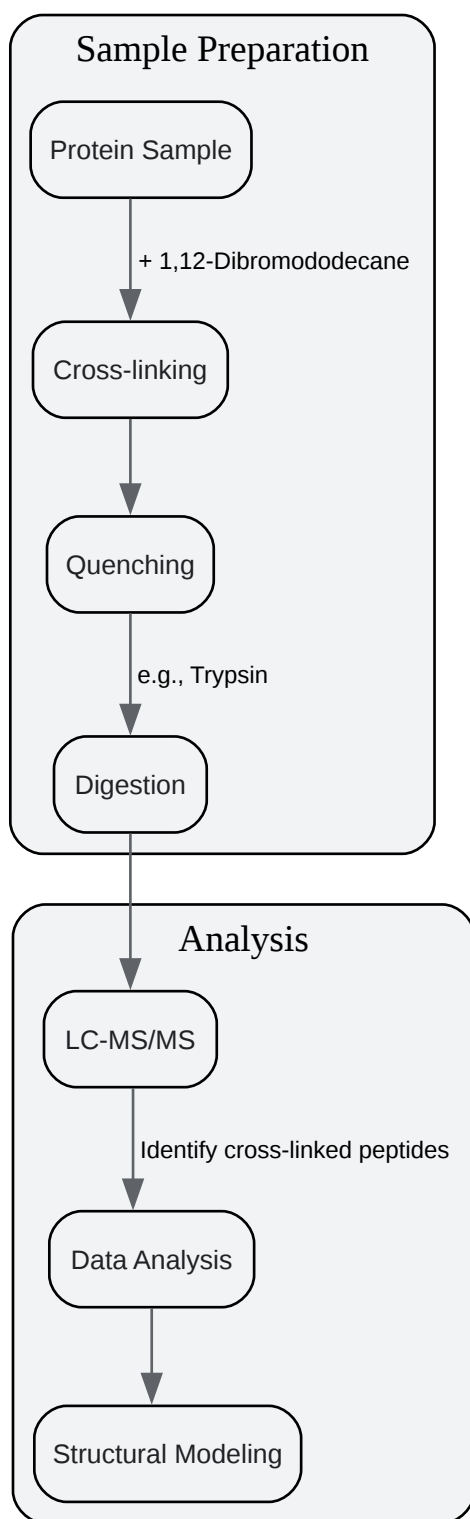 Sample Preparation
Protein Sample
+ 1,12-Dibromododecane
Cross-linking
Quenching
e.g., Trypsin
Digestion
Analysis
LC-MS/MS
Identify cross-linked peptides
Data Analysis
Structural Modeling